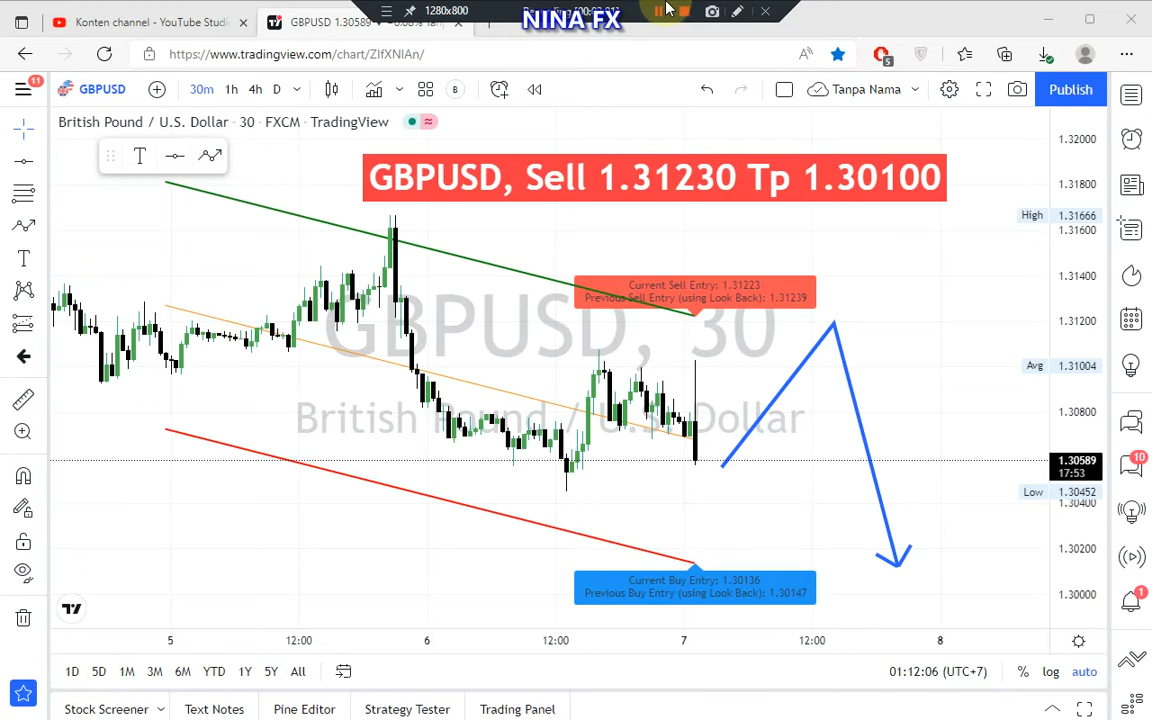 Konten channel - YouTube Studi
GBPUSD 1.30589
1280x800
NINA FX
https://www.tradingview.com/chart/ZIfXNIAn/
5
11
GBPUSD
30m 1h 4h D
B
Tanpa Nama
Publish
British Pound / U.S. Dollar · 30 · FXCM · TradingView
T
GBPUSD, Sell 1.31230 Tp 1.30100
1.32000
1.31800
High 1.31666
1.31600
1.31400
1.31200
Avg 1.31004
1.30800
1.30589
17:53
Low 1.30452
1.30400
1.30200
1.30000
Current Sell Entry: 1.31223
Previous Sell Entry (using Look Back): 1.31239
GBPUSD, 30
British Pound / U.S. Dollar
Current Buy Entry: 1.30136
Previous Buy Entry (using Look Back): 1.30147
T
10
1
5 12:00 6 12:00 7 12:00 8
1D 5D 1M 3M 6M YTD 1Y 5Y All
01:12:06 (UTC+7) % log auto
Stock Screener Text Notes Pine Editor Strategy Tester Trading Panel